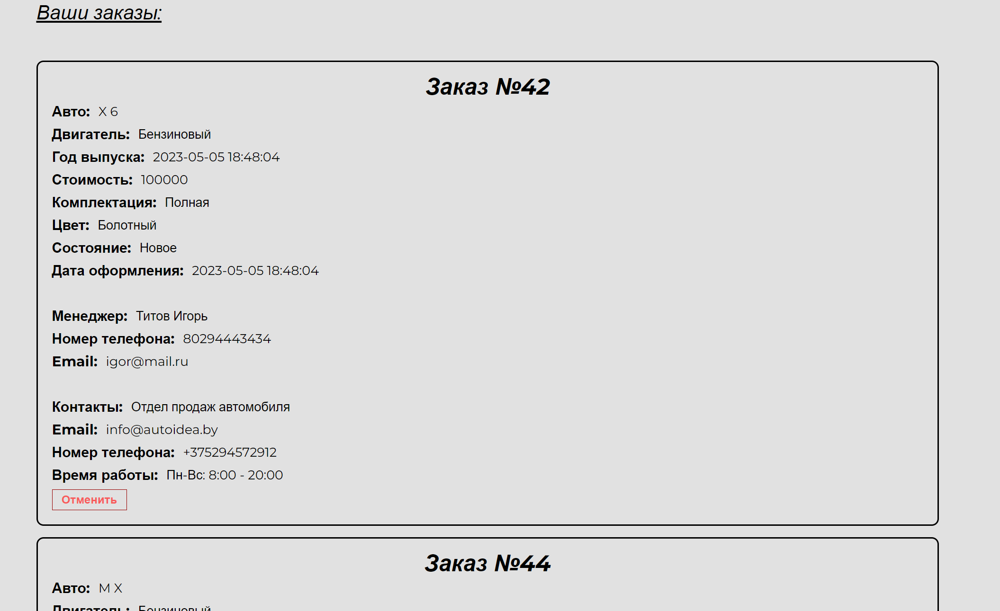 Ваши заказы:
Заказ №42
Авто: X 6
Двигатель: Бензиновый
Год выпуска: 2023-05-05 18:48:04
Стоимость: 100000
Комплектация: Полная
Цвет: Болотный
Состояние: Новое
Дата оформления: 2023-05-05 18:48:04
Менеджер: Титов Игорь
Номер телефона: 80294443434
Email: igor@mail.ru
Контакты: Отдел продаж автомобиля
Email: info@autoidea.by
Номер телефона: +375294572912
Время работы: Пн-Вс: 8:00 - 20:00
Отменить
Заказ №44
Авто: M X
Двигатель: Бензиновый